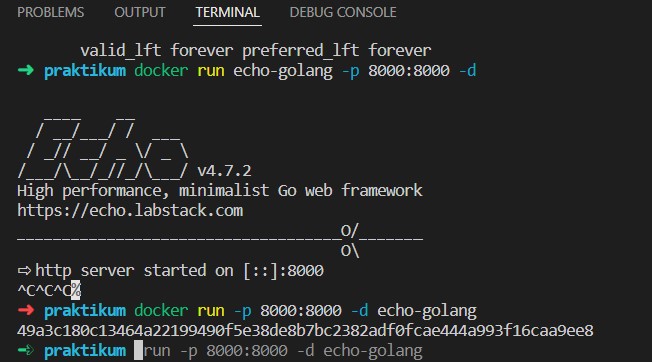 PROBLEMS OUTPUT TERMINAL DEBUG CONSOLE
valid_lft forever preferred_lft forever
➜ praktikum docker run echo-golang -p 8000:8000 -d
   ____    __
  / __/___/ /  ___
 / _// __/ _ \/ _ \
/___/\__/_//_/\___/ v4.7.2
High performance, minimalist Go web framework
https://echo.labstack.com
____________________________________O/_______
                                    O\
⇨ http server started on [::]:8000
^C^C^C%
➜ praktikum docker run -p 8000:8000 -d echo-golang
49a3c180c13464a22199490f5e38de8b7bc2382adf0fcae444a993f16caa9ee8
➜ praktikum run -p 8000:8000 -d echo-golang